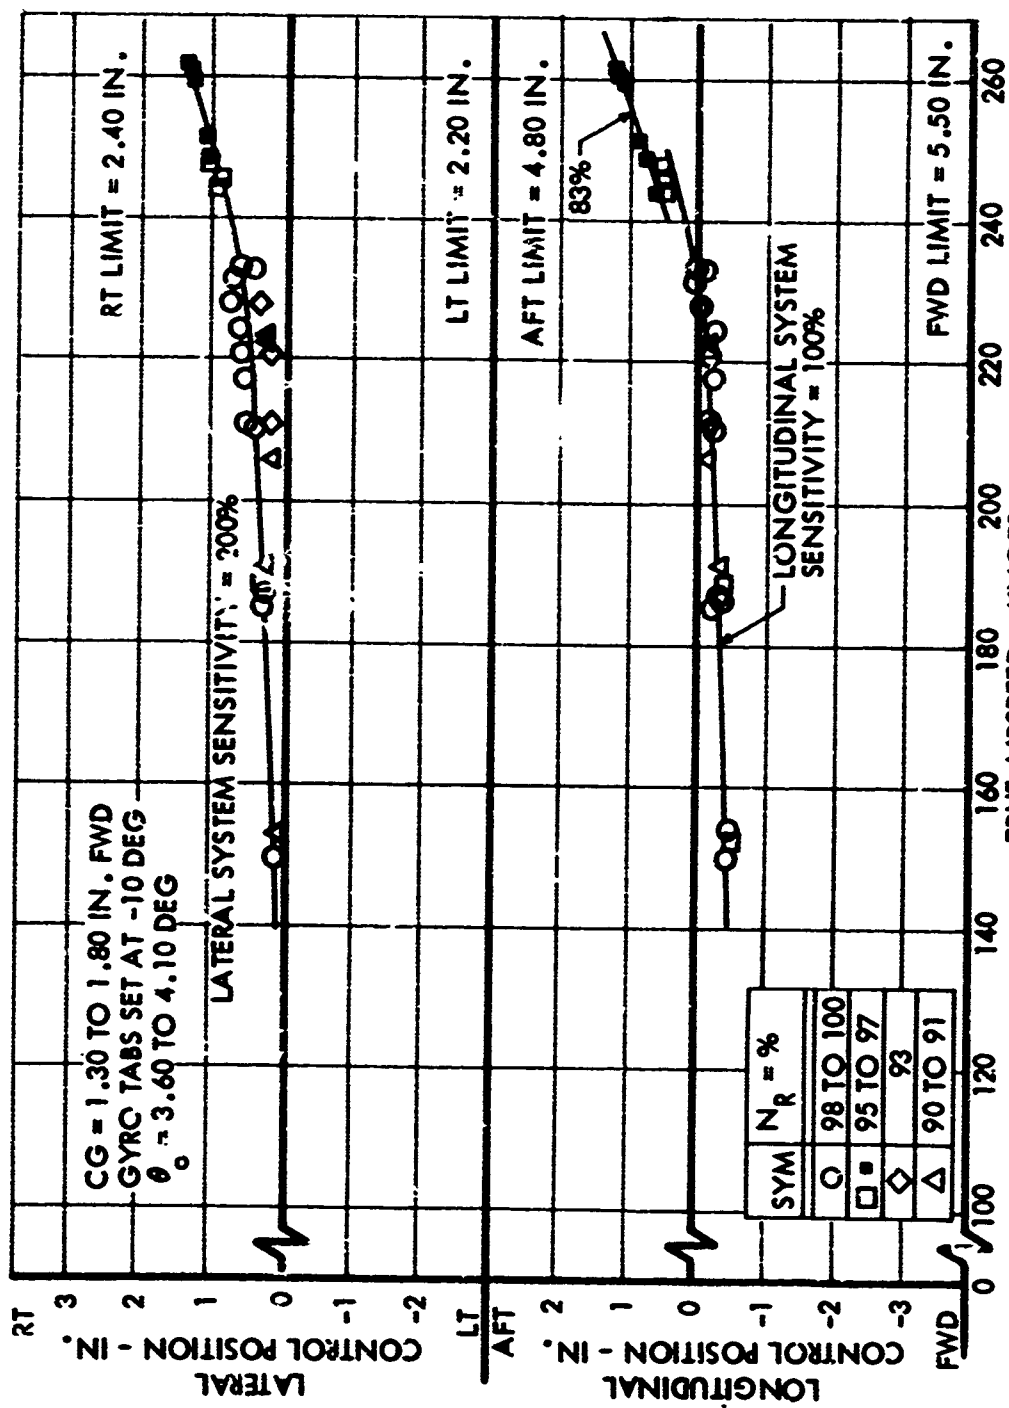 RT
3
2
1
0
-1
-2
LT
LATERAL
CONTROL POSITION - IN.
CG = 1.30 TO 1.80 IN. FWD
GYRO TABS SET AT -10 DEG
θo = 3.60 TO 4.10 DEG
LATERAL SYSTEM SENSITIVITY = 200%
RT LIMIT = 2.40 IN.
LT LIMIT = 2.20 IN.
AFT
2
1
0
-1
-2
-3
FWD
LONGITUDINAL
CONTROL POSITION - IN.
AFT LIMIT = 4.80 IN.
83%
LONGITUDINAL SYSTEM
SENSITIVITY = 100%
FWD LIMIT = 5.50 IN.
SYM NR = %
○ 98 TO 100
□ ■ 95 TO 97
◇ 93
△ 90 TO 91
0 100 120 140 160 180 200 220 240 260